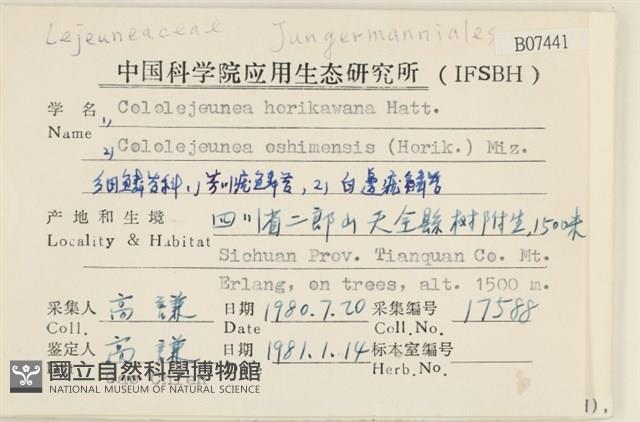 Lejeuneaceae Jungermanniales
B07441
中国科学院应用生态研究所 (IFSBH)
学名 1) Cololejeunea horikawana Hatt.
Name
2) Cololejeunea oshimensis (Horik.) Miz.
细鳞苔科, 1) 疣鳞苔, 2) 白 疣鳞苔
产地和生境 四川省二郎山天全縣树附生, 1500米
Locality & Habitat Sichuan Prov. Tianquan Co. Mt.
Erlang, on trees, alt. 1500 m.
采集人 高謙 日期 1980.7.20 采集编号 17588
Coll. Date Coll.No.
鉴定人 高謙 日期 1981.1.14 标本室编号
Herb.No.
國立自然科學博物館
NATIONAL MUSEUM OF NATURAL SCIENCE
1),